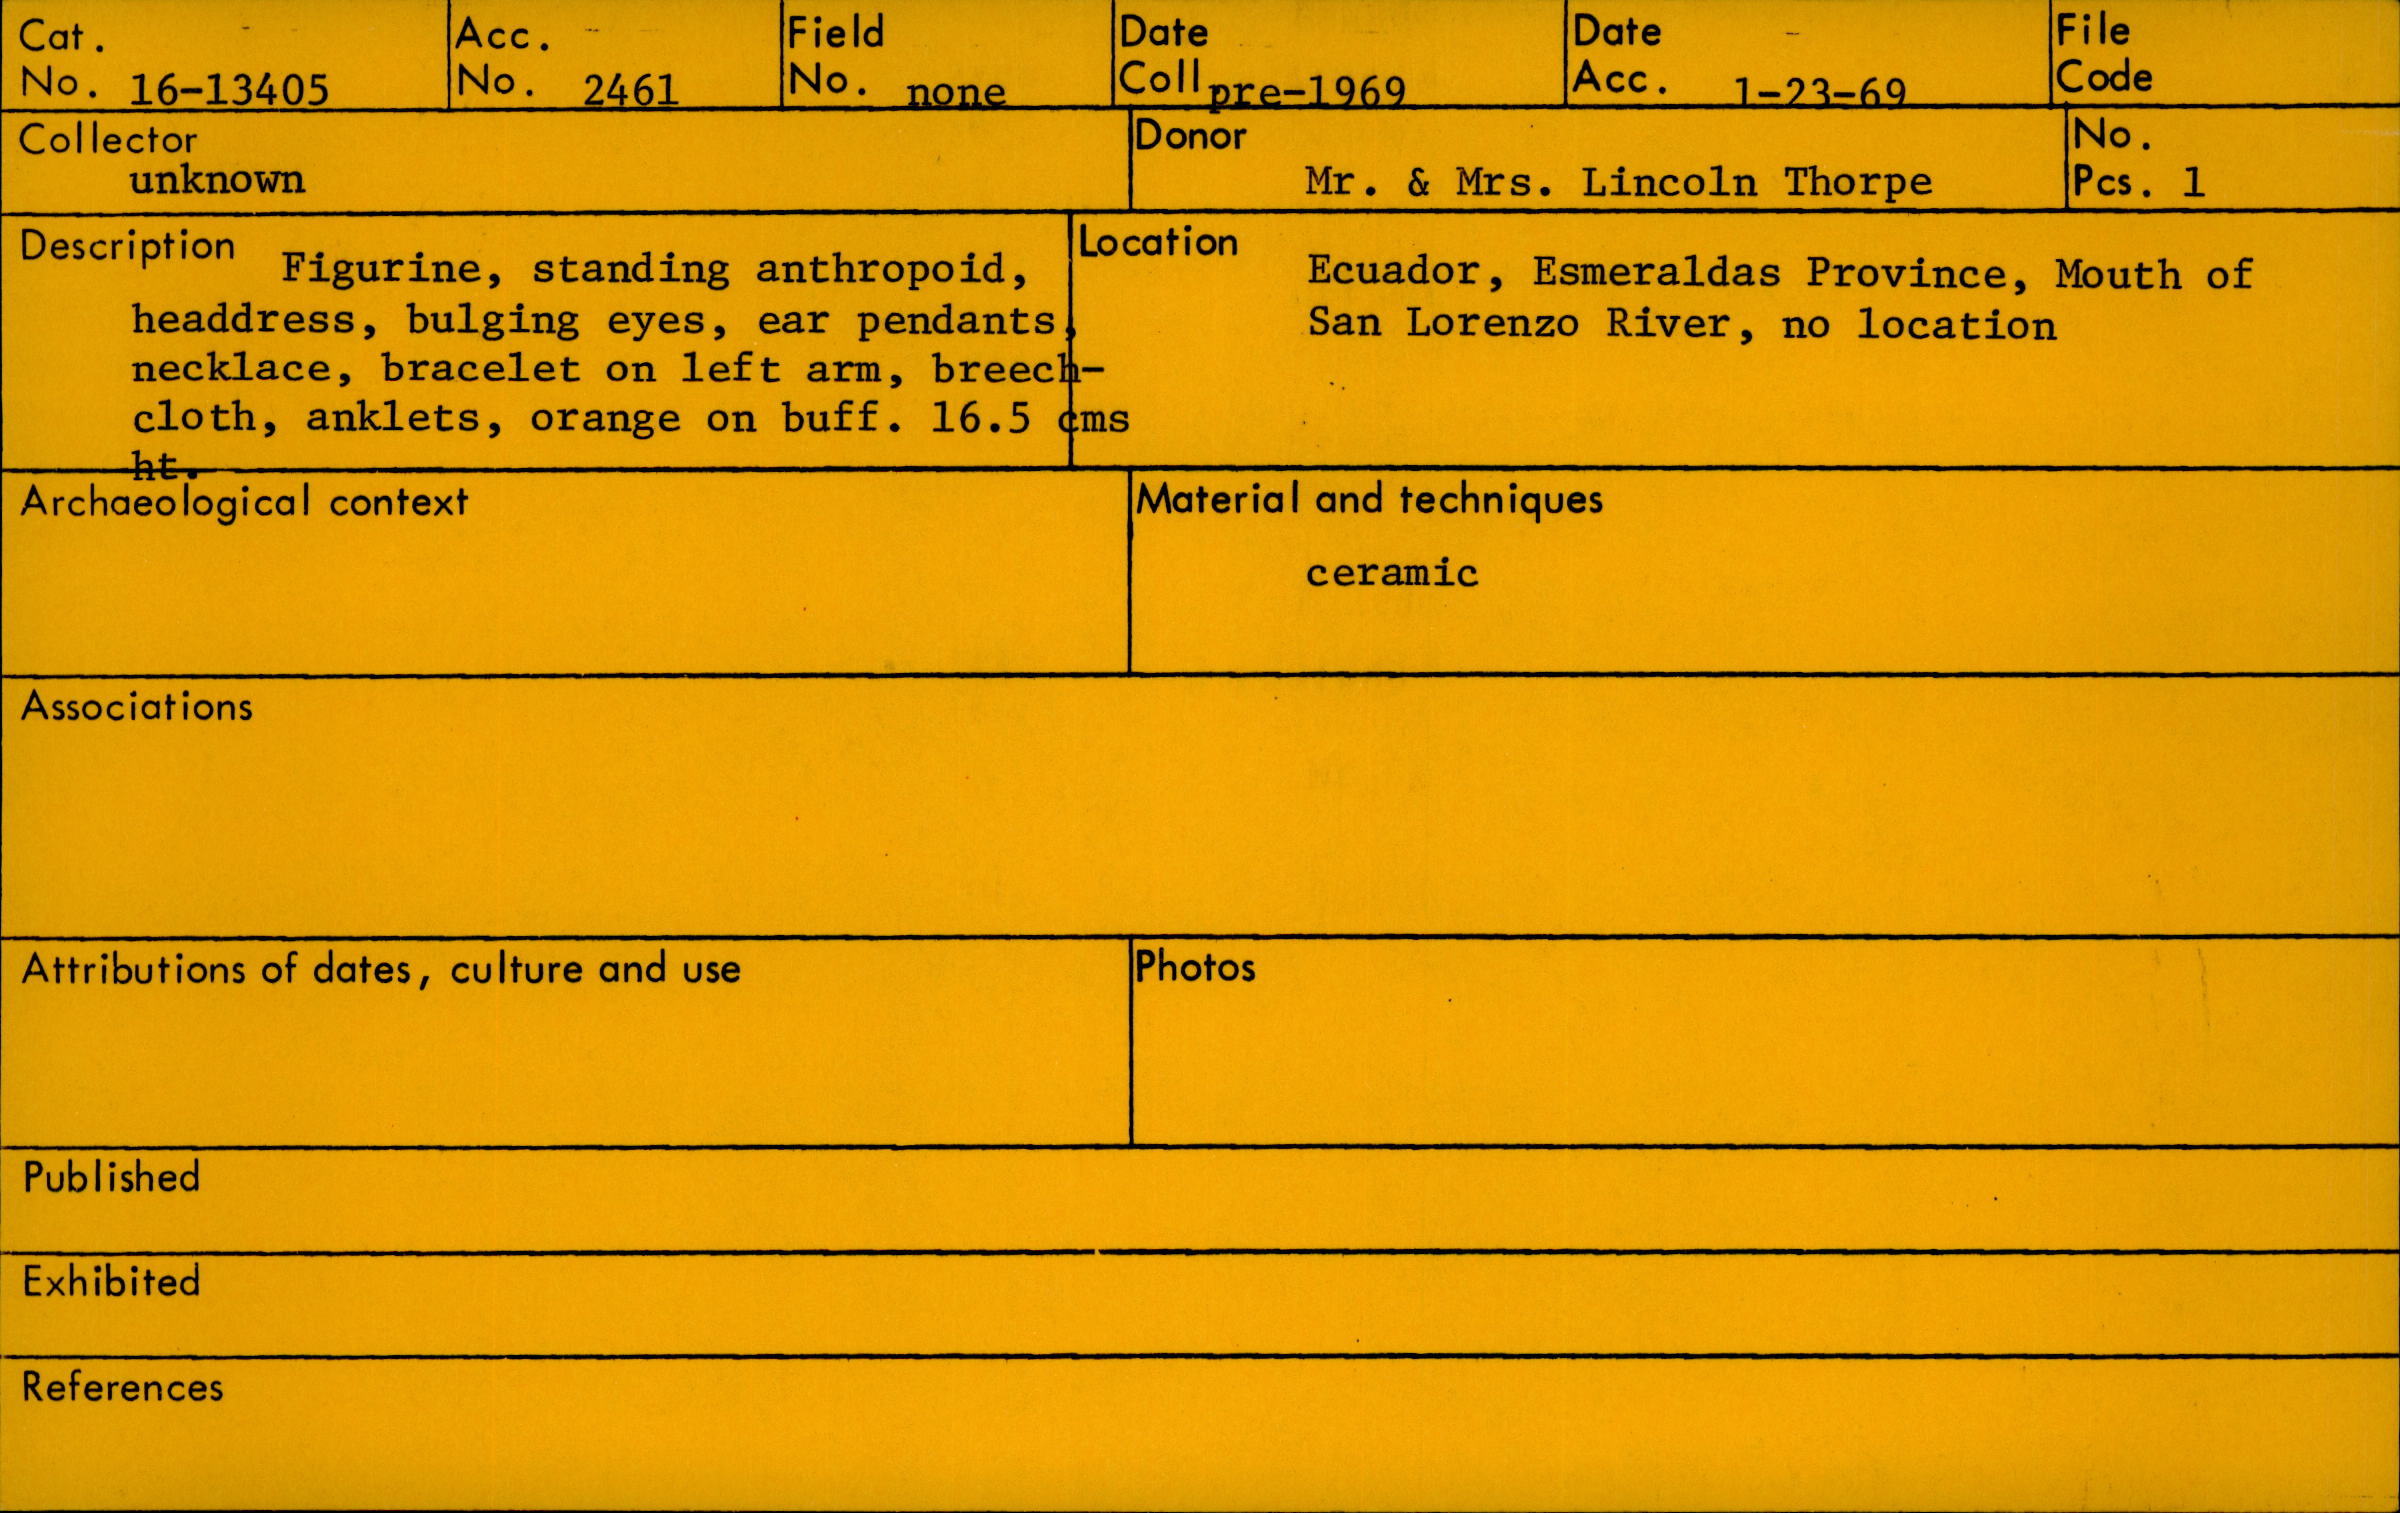 Cat. No. 16-13405
Acc. No. 2461
Field No. none
Date Coll pre-1969
Date Acc. 1-23-69
File Code
Collector
unknown
Donor
Mr. & Mrs. Lincoln Thorpe
No. Pcs. 1
Description
Figurine, standing anthropoid,
headdress, bulging eyes, ear pendants,
necklace, bracelet on left arm, breech-
cloth, anklets, orange on buff. 16.5 cms
ht.
Location
Ecuador, Esmeraldas Province, Mouth of
San Lorenzo River, no location
Archaeological context
Material and techniques
ceramic
Associations
Attributions of dates, culture and use
Photos
Published
Exhibited
References